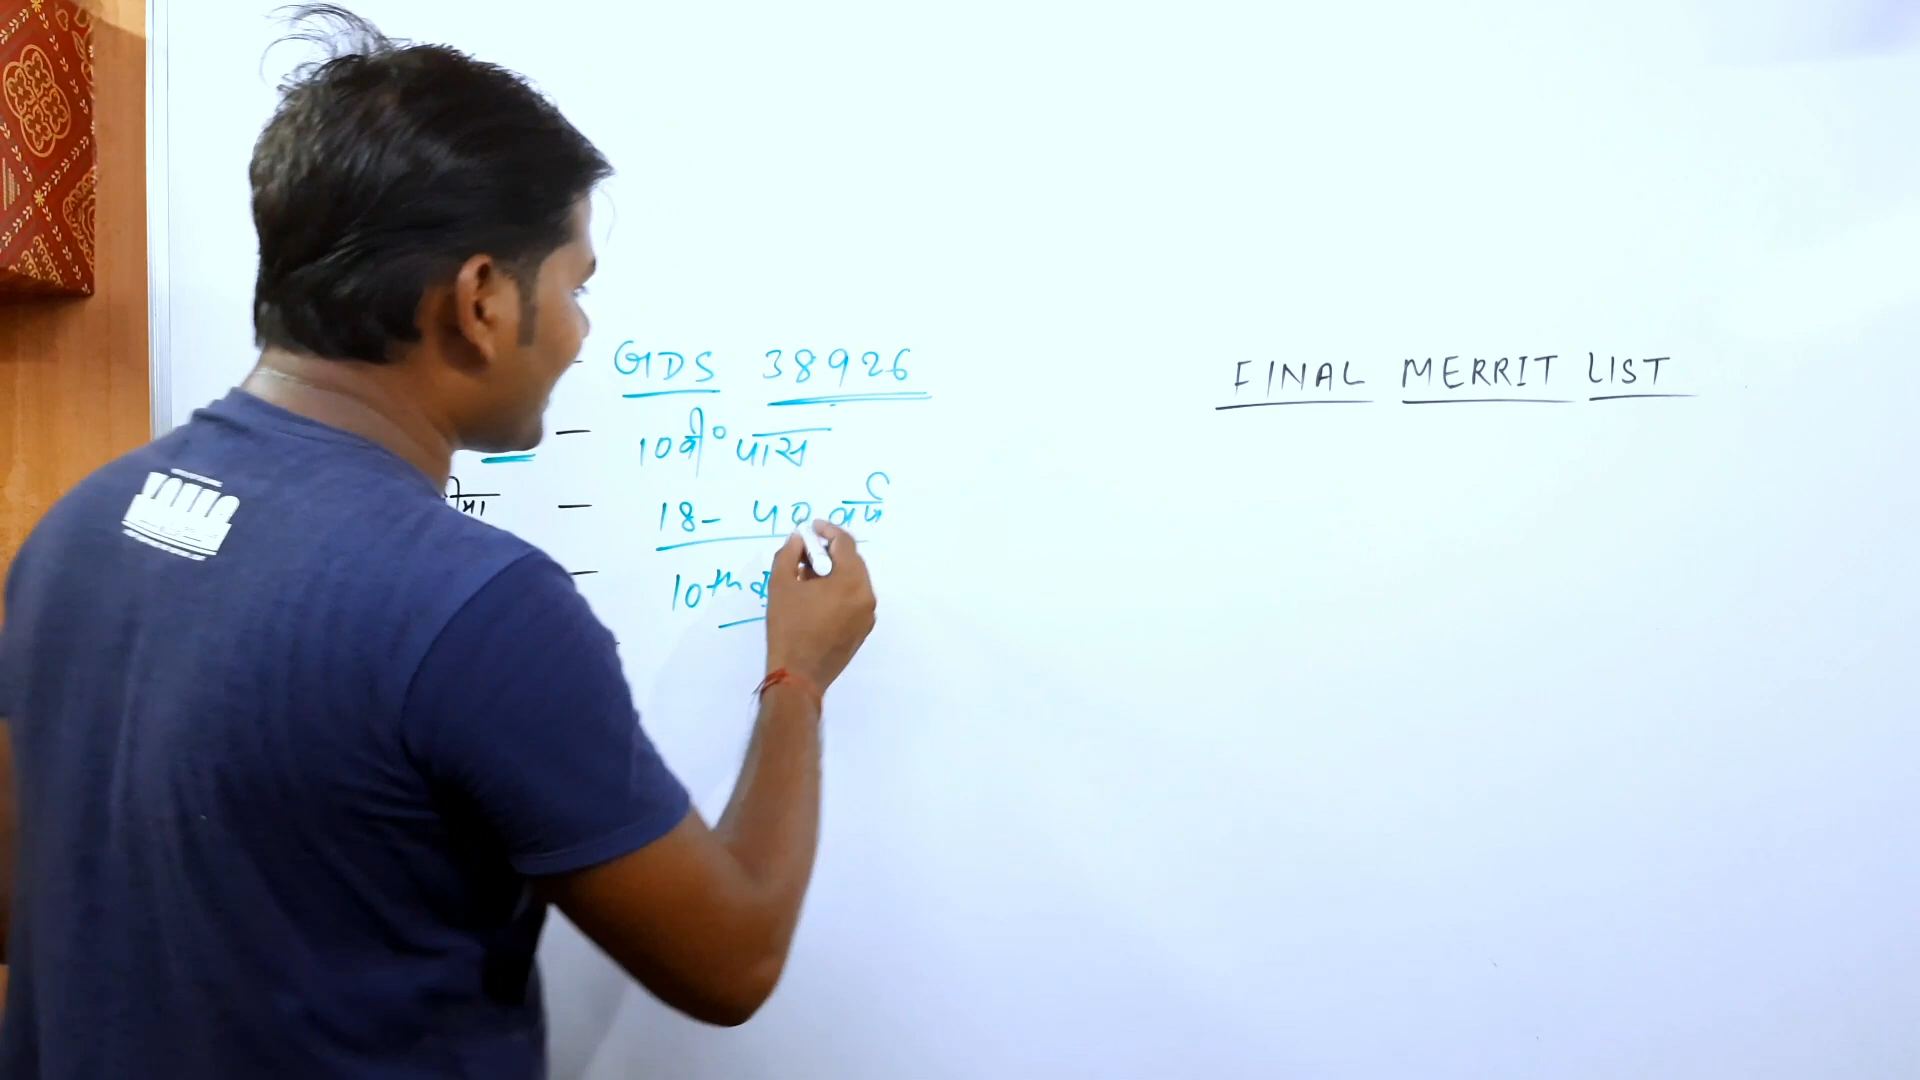 – GDS 38926
FINAL MERRIT LIST
– 10वी॰ पास
– 18- 40 वर्ष
– 10th